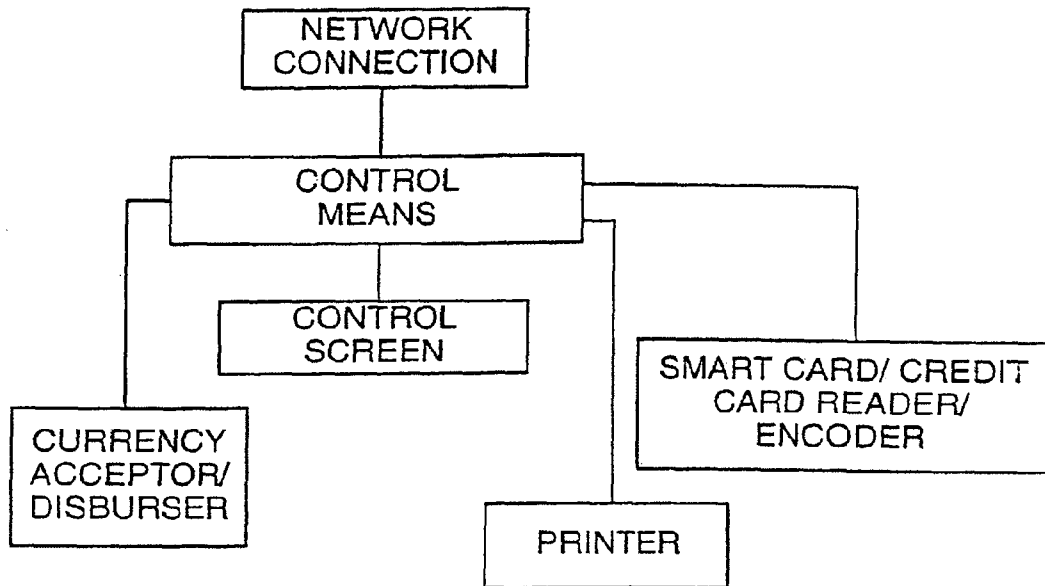 NETWORK
CONNECTION
CONTROL
MEANS
CONTROL
SCREEN
SMART CARD/ CREDIT
CARD READER/
ENCODER
CURRENCY
ACCEPTOR/
DISBURSER
PRINTER